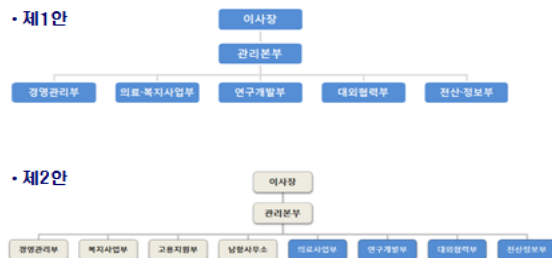 • 제1안
이사장
관리본부
경영관리부 의료·복지사업부 연구개발부 대외협력부 전산·정보부
• 제2안
이사장
관리본부
경영관리부 복지사업부 고용지원부 남항사무소 의료사업부 연구개발부 대외협력부 전산정보부